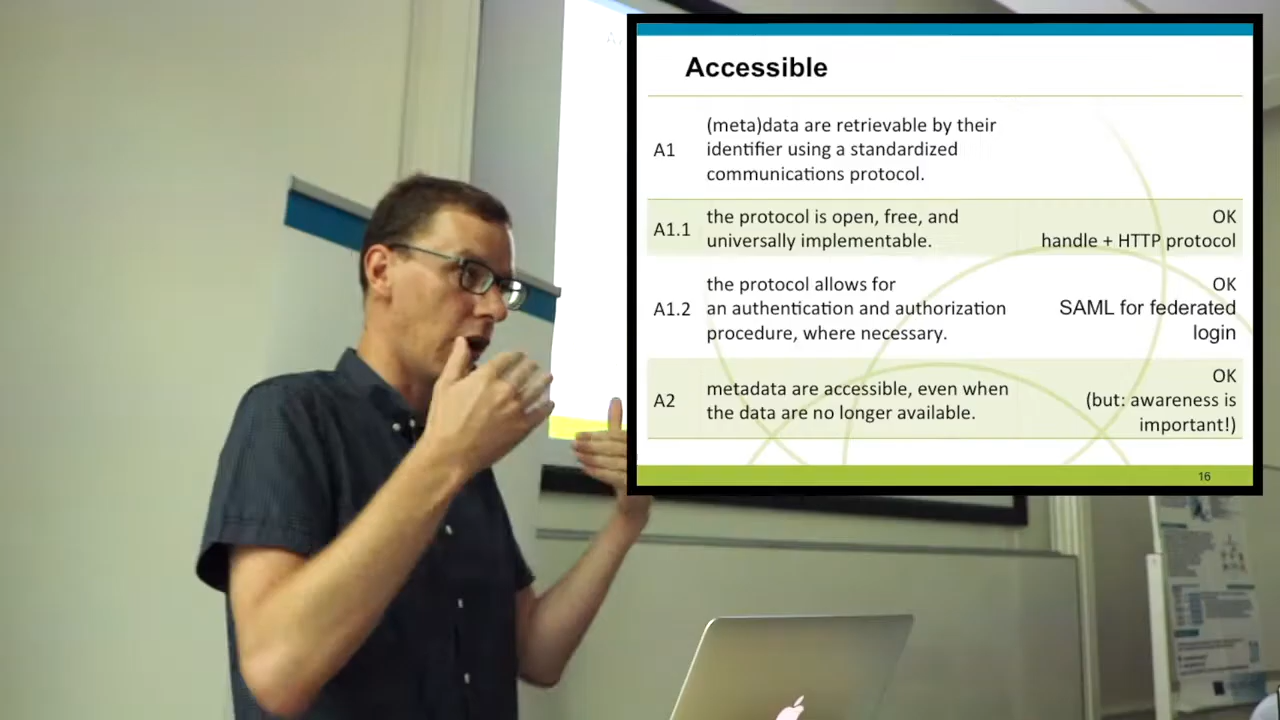 Accessible
A1
(meta)data are retrievable by their
identifier using a standardized
communications protocol.
A1.1
the protocol is open, free, and
universally implementable.
OK
handle + HTTP protocol
A1.2
the protocol allows for
an authentication and authorization
procedure, where necessary.
OK
SAML for federated
login
A2
metadata are accessible, even when
the data are no longer available.
OK
(but: awareness is
important!)
16